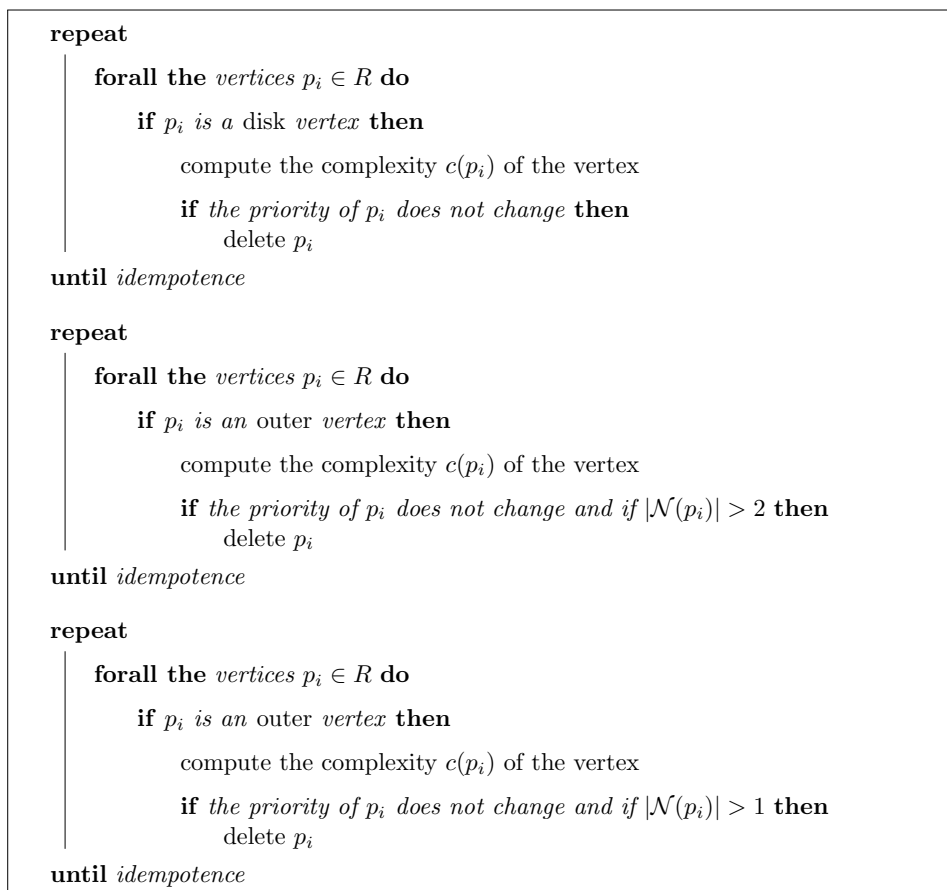 repeat
forall the vertices p_i ∈ R do
if p_i is a disk vertex then
compute the complexity c(p_i) of the vertex
if the priority of p_i does not change then
delete p_i
until idempotence
repeat
forall the vertices p_i ∈ R do
if p_i is an outer vertex then
compute the complexity c(p_i) of the vertex
if the priority of p_i does not change and if |𝒩(p_i)| > 2 then
delete p_i
until idempotence
repeat
forall the vertices p_i ∈ R do
if p_i is an outer vertex then
compute the complexity c(p_i) of the vertex
if the priority of p_i does not change and if |𝒩(p_i)| > 1 then
delete p_i
until idempotence